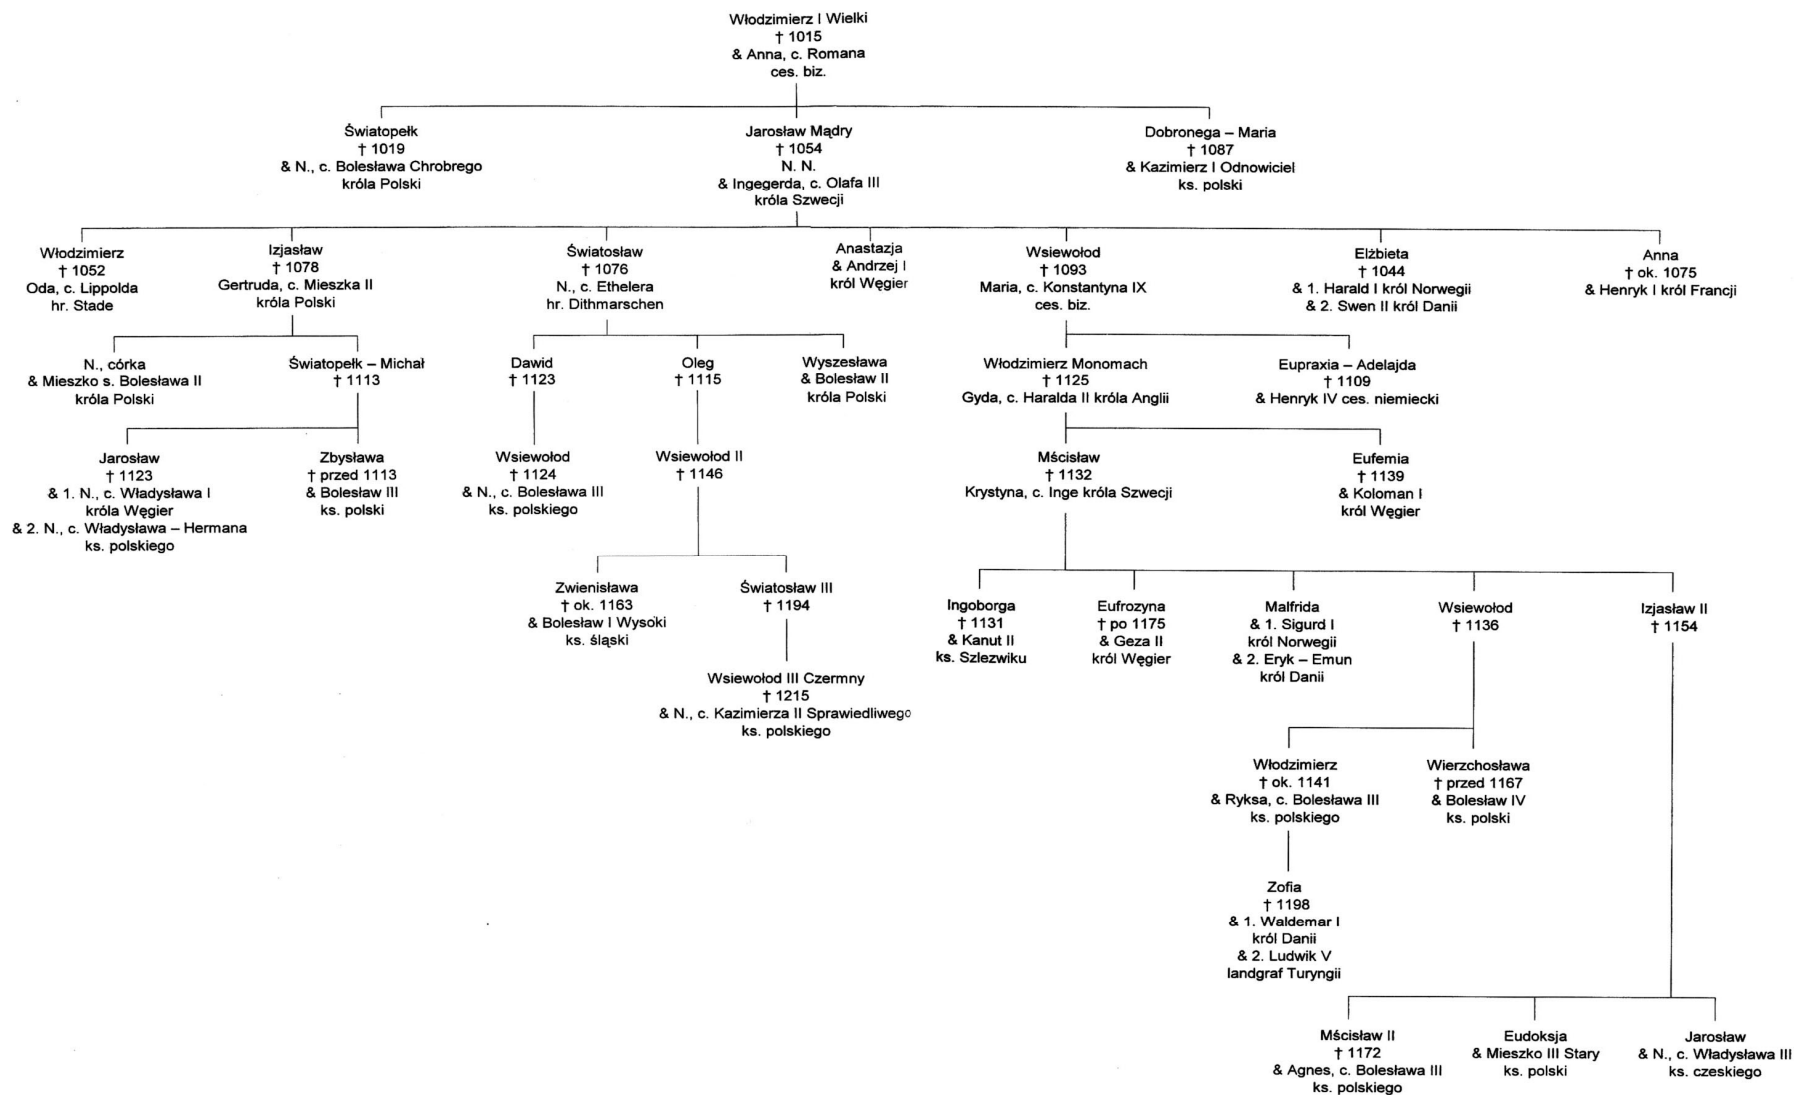 Włodzimierz I Wielki
† 1015
& Anna, c. Romana
ces. biz.
Światopełk
† 1019
& N., c. Bolesława Chrobrego
króla Polski
Jarosław Mądry
† 1054
N. N.
& Ingegerda, c. Olafa III
króla Szwecji
Dobronega – Maria
† 1087
& Kazimierz I Odnowiciel
ks. polski
Włodzimierz
† 1052
Oda, c. Lippolda
hr. Stade
Izjasław
† 1078
Gertruda, c. Mieszka II
króla Polski
Światosław
† 1076
N., c. Ethelera
hr. Dithmarschen
Anastazja
& Andrzej I
król Węgier
Wsiewołod
† 1093
Maria, c. Konstantyna IX
ces. biz.
Elżbieta
† 1044
& 1. Harald I król Norwegii
& 2. Swen II król Danii
Anna
† ok. 1075
& Henryk I król Francji
N., córka
& Mieszko s. Bolesława II
króla Polski
Światopełk – Michał
† 1113
Dawid
† 1123
Oleg
† 1115
Wyszesława
& Bolesław II
króla Polski
Włodzimierz Monomach
† 1125
Gyda, c. Haralda II króla Anglii
Eupraxia – Adelajda
† 1109
& Henryk IV ces. niemiecki
Jarosław
† 1123
& 1. N., c. Władysława I
króla Węgier
& 2. N., c. Władysława – Hermana
ks. polskiego
Zbysława
† przed 1113
& Bolesław III
ks. polski
Wsiewołod
† 1124
& N., c. Bolesława III
ks. polskiego
Wsiewołod II
† 1146
Mścisław
† 1132
Krystyna, c. Inge króla Szwecji
Eufemia
† 1139
& Koloman I
król Węgier
Zwienisława
† ok. 1163
& Bolesław I Wysoki
ks. śląski
Światosław III
† 1194
Ingoborga
† 1131
& Kanut II
ks. Szlezwiku
Eufrozyna
† po 1175
& Geza II
król Węgier
Malfrida
& 1. Sigurd I
król Norwegii
& 2. Eryk – Emun
król Danii
Wsiewołod
† 1136
Izjasław II
† 1154
Wsiewołod III Czermny
† 1215
& N., c. Kazimierza II Sprawiedliwego
ks. polskiego
Włodzimierz
† ok. 1141
& Ryksa, c. Bolesława III
ks. polskiego
Wierzchosława
† przed 1167
& Bolesław IV
ks. polski
Zofia
† 1198
& 1. Waldemar I
król Danii
& 2. Ludwik V
landgraf Turyngii
Mścisław II
† 1172
& Agnes, c. Bolesława III
ks. polskiego
Eudoksja
& Mieszko III Stary
ks. polski
Jarosław
& N., c. Władysława III
ks. czeskiego